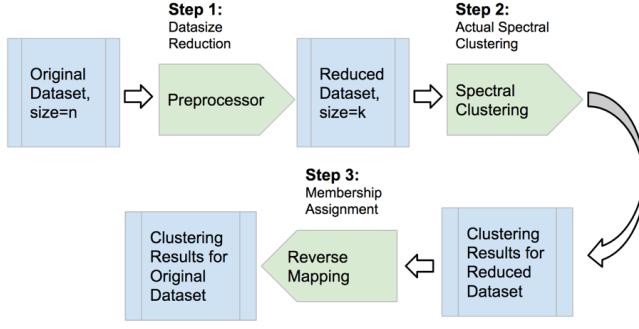 Step 1:
Datasize
Reduction
Step 2:
Actual Spectral
Clustering
Original
Dataset,
size=n
Preprocessor
Reduced
Dataset,
size=k
Spectral
Clustering
Step 3:
Membership
Assignment
Clustering
Results for
Original
Dataset
Reverse
Mapping
Clustering
Results for
Reduced
Dataset